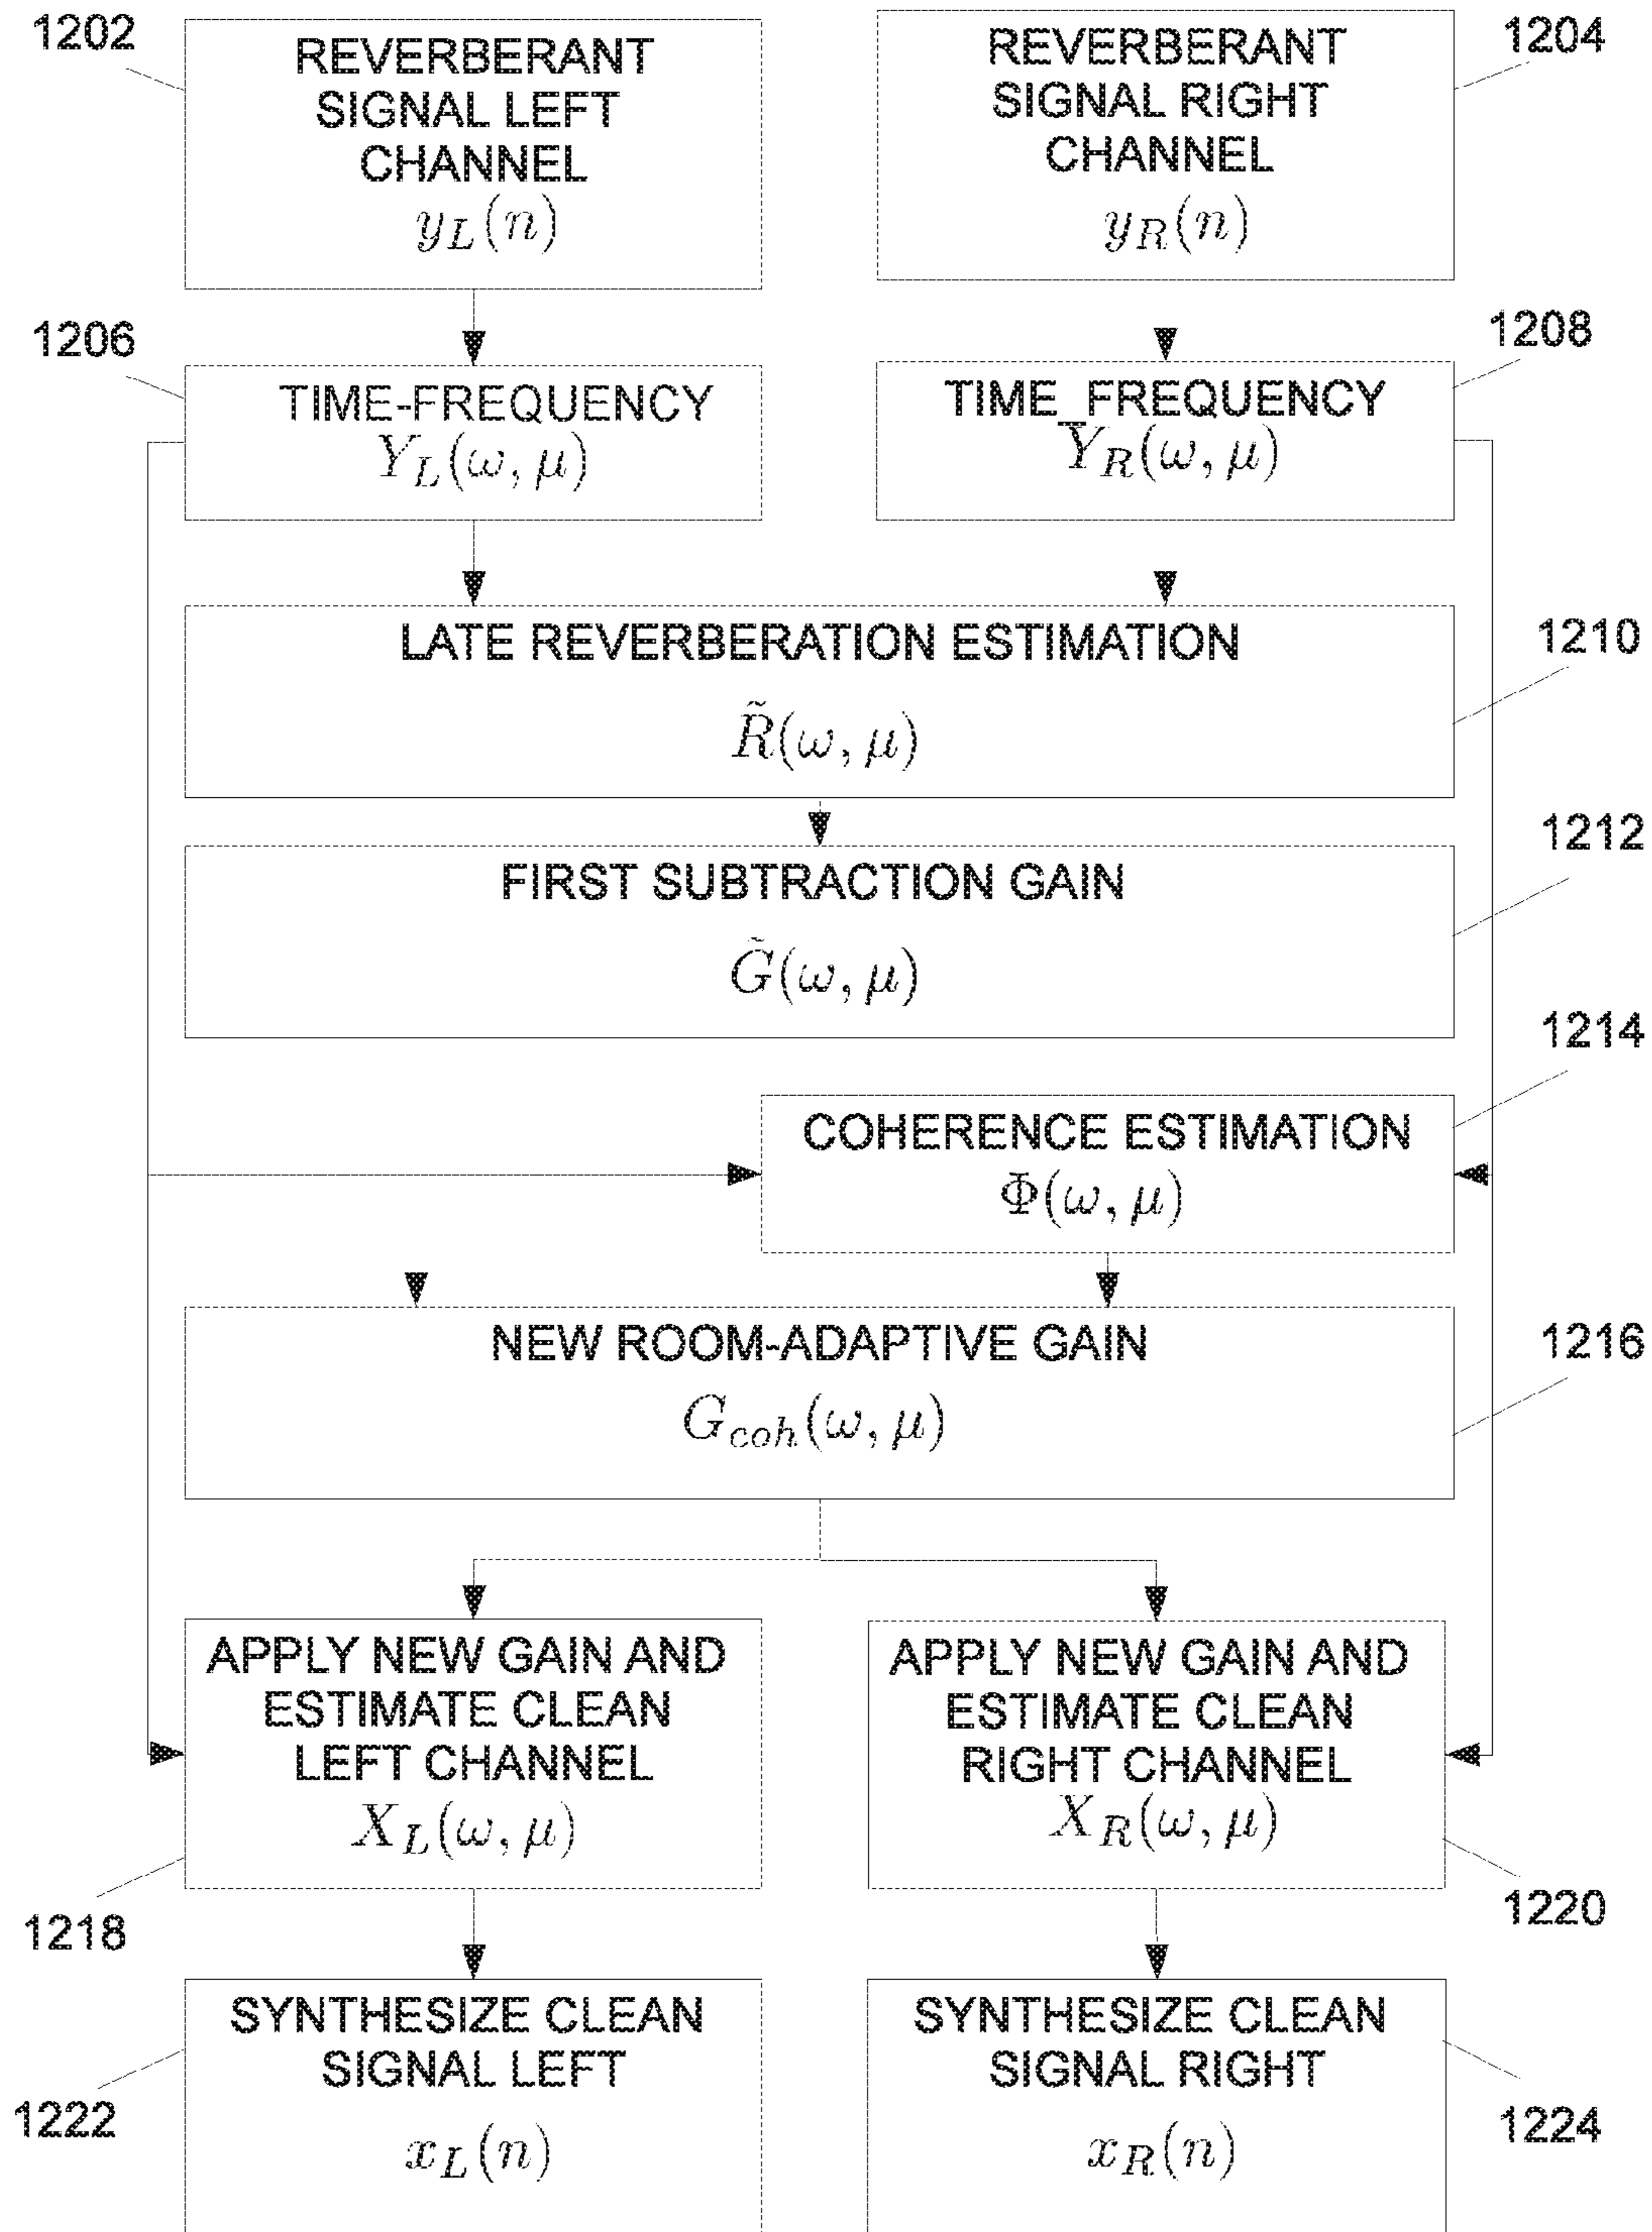 1202
REVERBERANT
SIGNAL LEFT
CHANNEL
y_L(n)
REVERBERANT
SIGNAL RIGHT
CHANNEL
y_R(n)
1204
1206
TIME-FREQUENCY
Y_L(ω, μ)
TIME_FREQUENCY
Y_R(ω, μ)
1208
LATE REVERBERATION ESTIMATION
R̃(ω, μ)
1210
FIRST SUBTRACTION GAIN
G̃(ω, μ)
1212
COHERENCE ESTIMATION
Φ(ω, μ)
1214
NEW ROOM-ADAPTIVE GAIN
G_coh(ω, μ)
1216
APPLY NEW GAIN AND
ESTIMATE CLEAN
LEFT CHANNEL
X_L(ω, μ)
1218
APPLY NEW GAIN AND
ESTIMATE CLEAN
RIGHT CHANNEL
X_R(ω, μ)
1220
SYNTHESIZE CLEAN
SIGNAL LEFT
x_L(n)
1222
SYNTHESIZE CLEAN
SIGNAL RIGHT
x_R(n)
1224